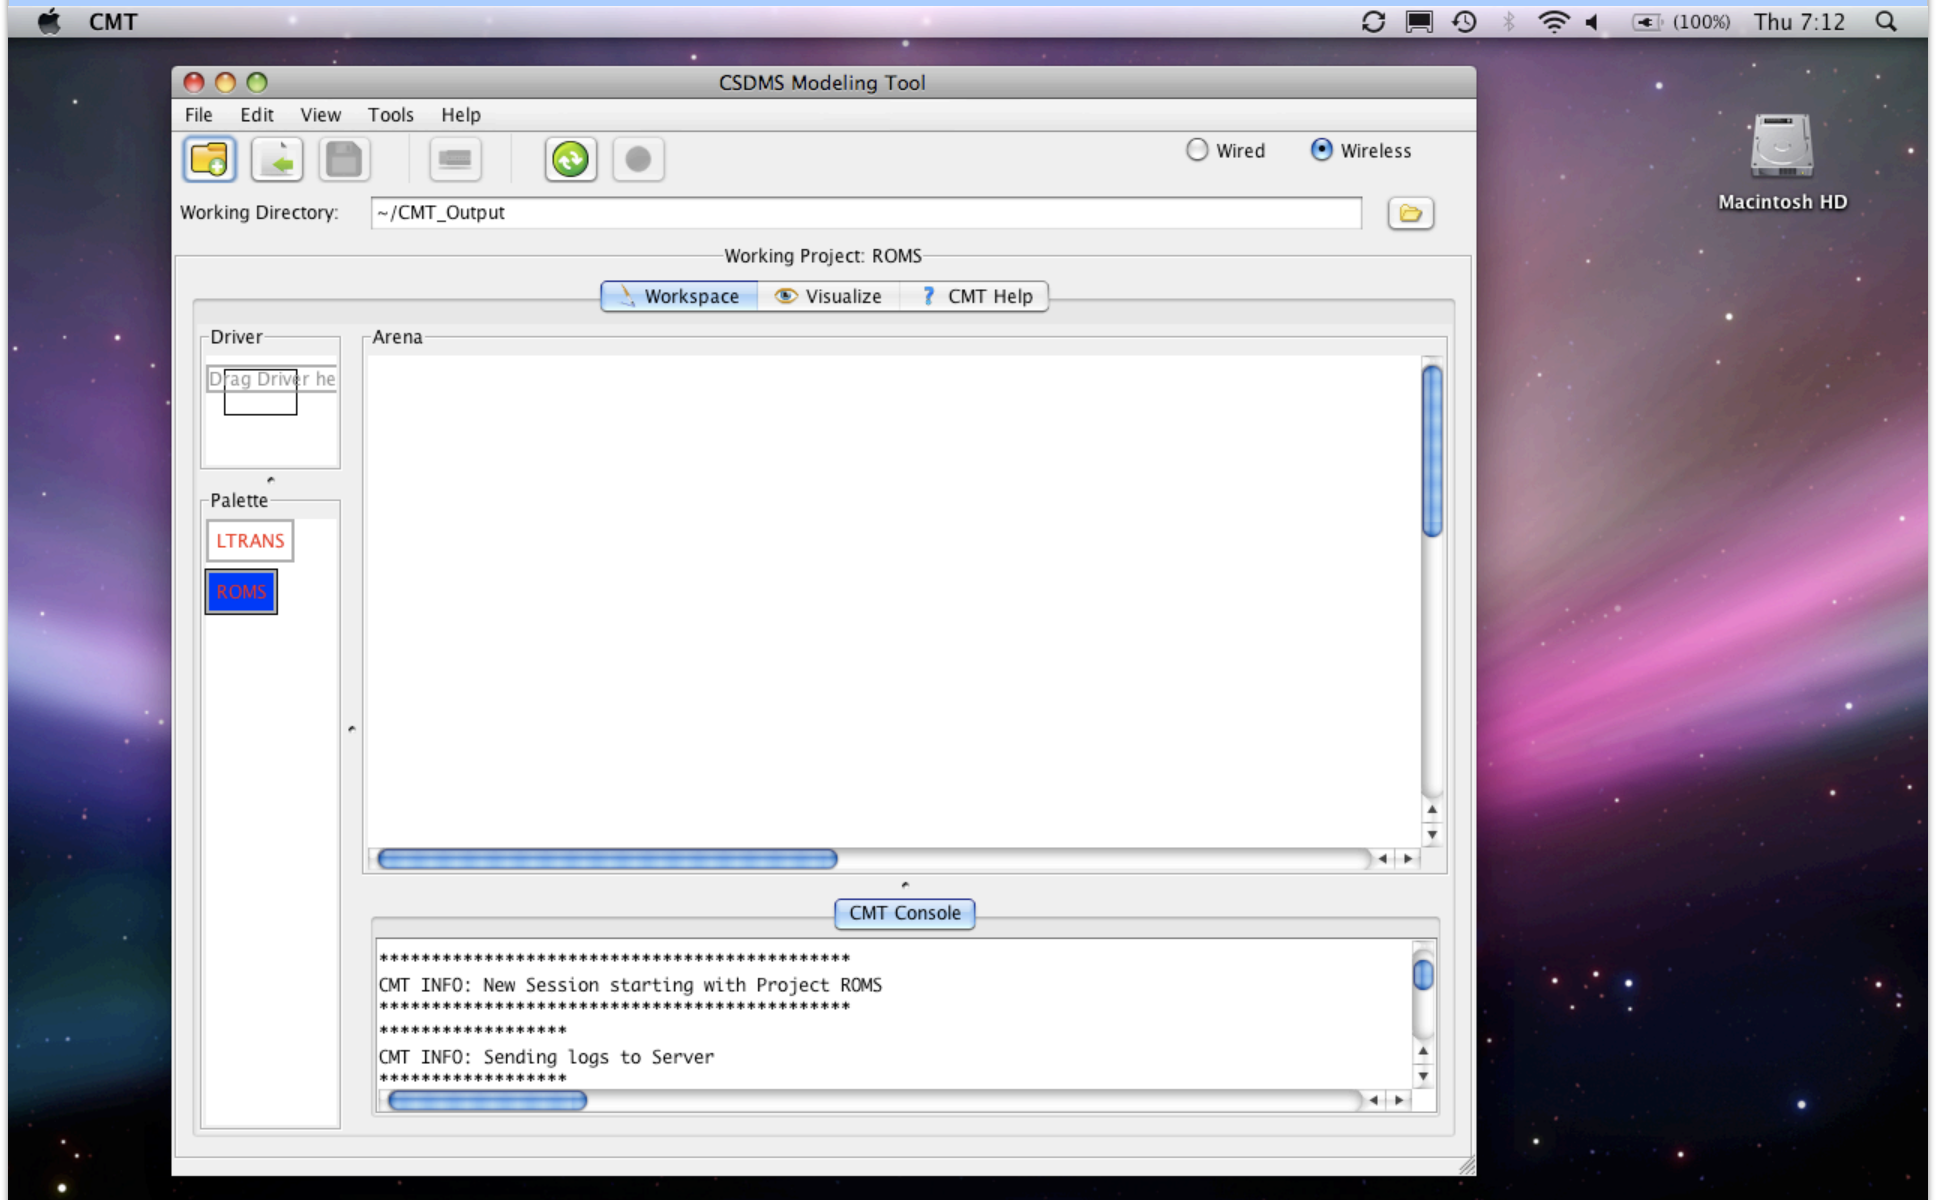 CMT
(100%) Thu 7:12
CSDMS Modeling Tool
File Edit View Tools Help
Wired Wireless
Macintosh HD
Working Directory: ~/CMT_Output
Working Project: ROMS
Workspace Visualize ? CMT Help
Driver
Drag Driver he
Arena
Palette
LTRANS
ROMS
CMT Console
*********************************************
CMT INFO: New Session starting with Project ROMS
*********************************************
******************
CMT INFO: Sending logs to Server
******************